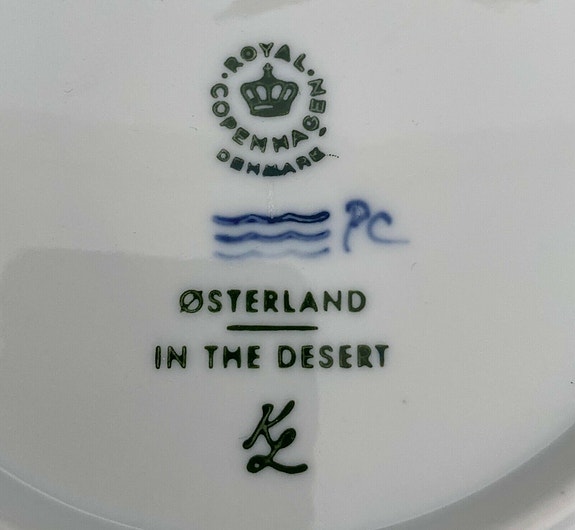 ROYAL
COPENHAGEN
DENMARK
PC
ØSTERLAND
IN THE DESERT
KL